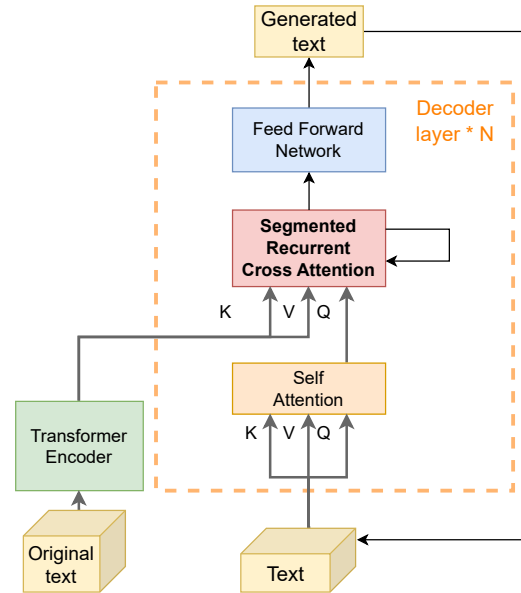 Generated
text
Decoder
layer * N
Feed Forward
Network
Segmented
Recurrent
Cross Attention
K V Q
Self
Attention
K V Q
Transformer
Encoder
Original
text
Text